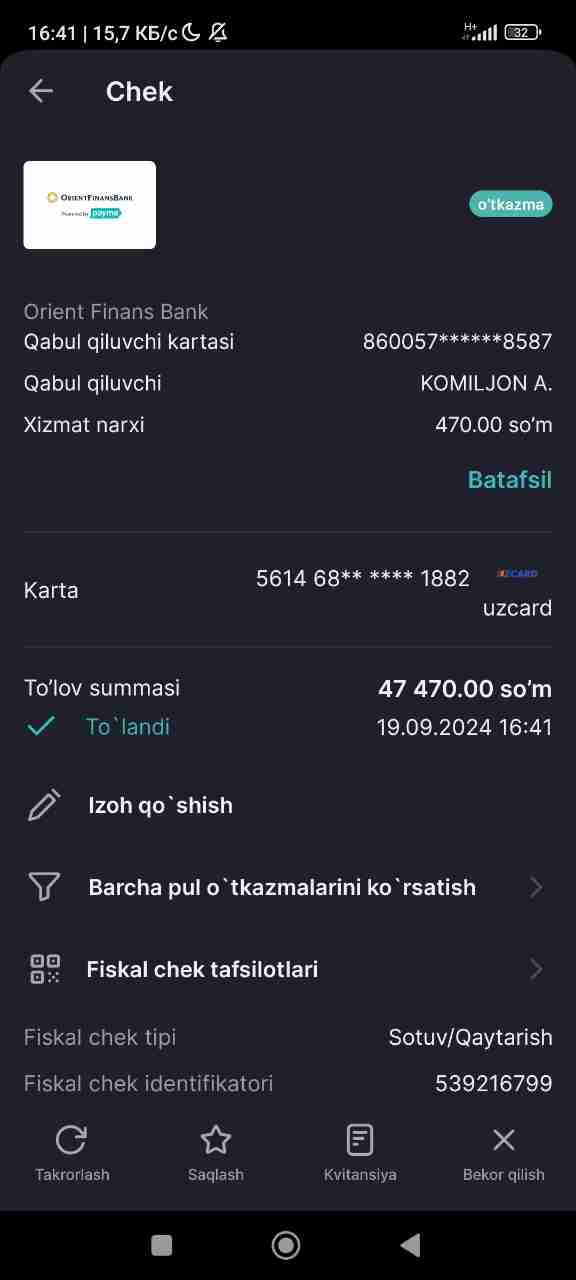 16:41 | 15,7 КБ/с
H+
32
Chek
ORIENTFINANSBANK
Powered by payme
o'tkazma
Orient Finans Bank
Qabul qiluvchi kartasi 860057******8587
Qabul qiluvchi KOMILJON A.
Xizmat narxi 470.00 so’m
Batafsil
Karta 5614 68** **** 1882 UZCARD
uzcard
To’lov summasi 47 470.00 so’m
To`landi 19.09.2024 16:41
Izoh qo`shish
Barcha pul o`tkazmalarini ko`rsatish
Fiskal chek tafsilotlari
Fiskal chek tipi Sotuv/Qaytarish
Fiskal chek identifikatori 539216799
Takrorlash Saqlash Kvitansiya Bekor qilish